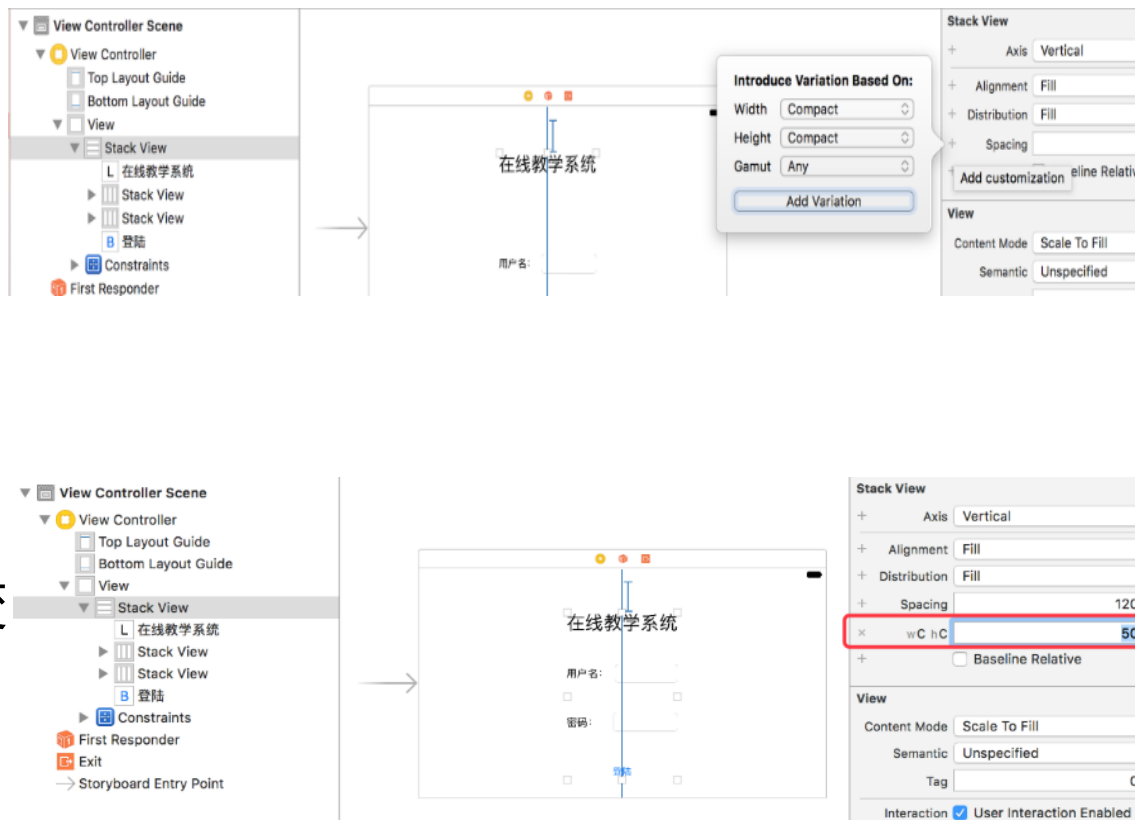 View Controller Scene
View Controller
Top Layout Guide
Bottom Layout Guide
View
Stack View
L 在线教学系统
Stack View
Stack View
B 登陆
Constraints
First Responder
在线教学系统
用户名:
Introduce Variation Based On:
Width Compact
Height Compact
Gamut Any
Add Variation
Stack View
+ Axis Vertical
+ Alignment Fill
+ Distribution Fill
+ Spacing
Add customization
View
Content Mode Scale To Fill
Semantic Unspecified
View Controller Scene
View Controller
Top Layout Guide
Bottom Layout Guide
View
Stack View
L 在线教学系统
Stack View
Stack View
B 登陆
Constraints
First Responder
Exit
Storyboard Entry Point
在线教学系统
用户名:
密码:
登陆
Stack View
+ Axis Vertical
+ Alignment Fill
+ Distribution Fill
+ Spacing 120
× wC hC 50
+ Baseline Relative
View
Content Mode Scale To Fill
Semantic Unspecified
Tag
Interaction User Interaction Enabled